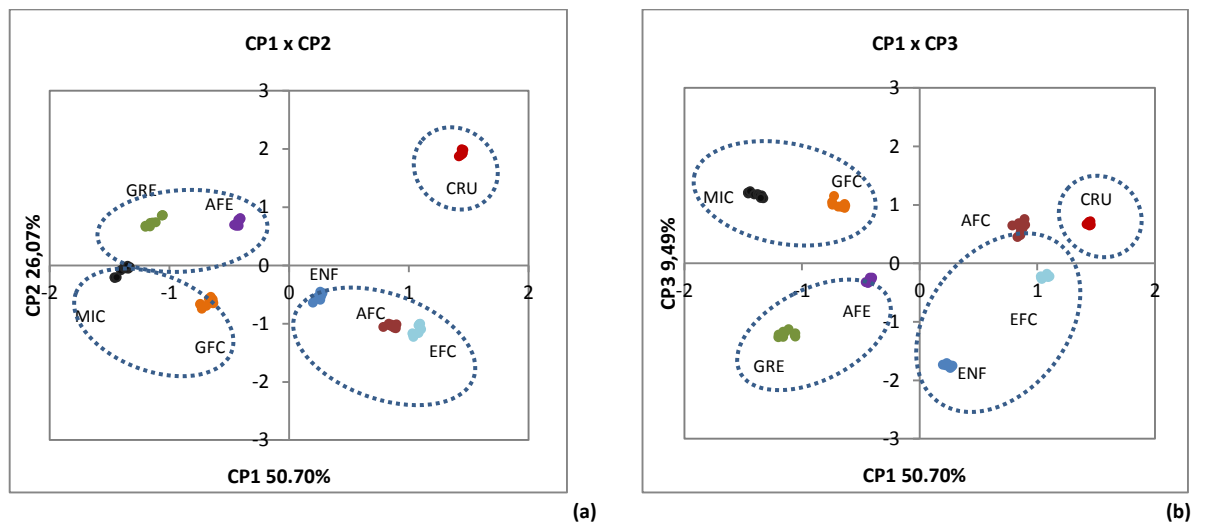 CP1 x CP2
3
2
1
0
-1
-2
-3
-2
-1
0
1
2
GRE
AFE
CRU
MIC
GFC
ENF
AFC
EFC
CP2 26,07%
CP1 50.70%
(a)
CP1 x CP3
3
2
1
0
-1
-2
-3
-2
-1
0
1
2
MIC
GFC
AFC
CRU
AFE
GRE
EFC
ENF
CP3 9,49%
CP1 50.70%
(b)